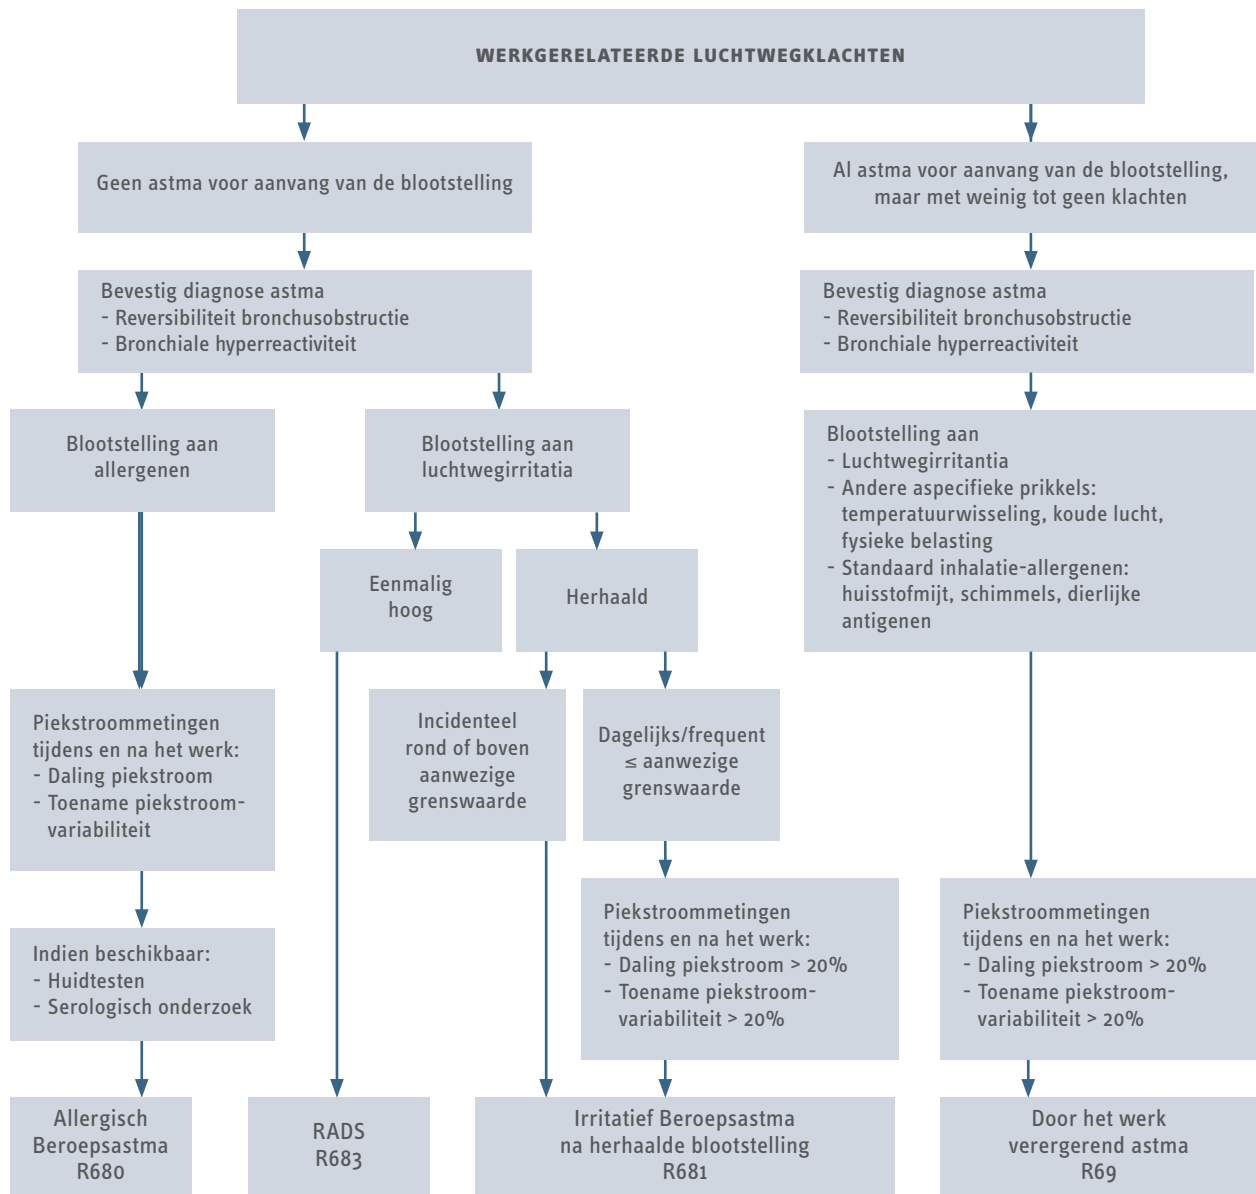 WERKGERELATEERDE LUCHTWEGKLACHTEN
Geen astma voor aanvang van de blootstelling
Al astma voor aanvang van de blootstelling,
maar met weinig tot geen klachten
Bevestig diagnose astma
- Reversibiliteit bronchusobstructie
- Bronchiale hyperreactiviteit
Bevestig diagnose astma
- Reversibiliteit bronchusobstructie
- Bronchiale hyperreactiviteit
Blootstelling aan
allergenen
Blootstelling aan
luchtwegirritatia
Blootstelling aan
- Luchtwegirritantia
- Andere aspecifieke prikkels:
temperatuurwisseling, koude lucht,
fysieke belasting
- Standaard inhalatie-allergenen:
huisstofmijt, schimmels, dierlijke
antigenen
Eenmalig
hoog
Herhaald
Piekstroommetingen
tijdens en na het werk:
- Daling piekstroom
- Toename piekstroom-
variabiliteit
Incidenteel
rond of boven
aanwezige
grenswaarde
Dagelijks/frequent
≤ aanwezige
grenswaarde
Indien beschikbaar:
- Huidtesten
- Serologisch onderzoek
Piekstroommetingen
tijdens en na het werk:
- Daling piekstroom > 20%
- Toename piekstroom-
variabiliteit > 20%
Piekstroommetingen
tijdens en na het werk:
- Daling piekstroom > 20%
- Toename piekstroom-
variabiliteit > 20%
Allergisch
Beroepsastma
R680
RADS
R683
Irritatief Beroepsastma
na herhaalde blootstelling
R681
Door het werk
verergerend astma
R69